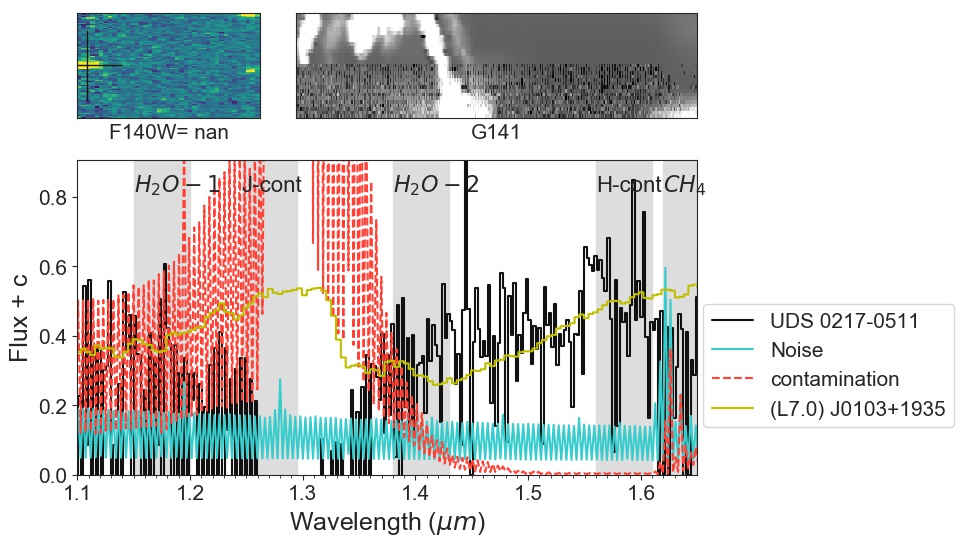 F140W= nan
G141
H₂O − 1
J-cont
H₂O − 2
H-cont
CH₄
0.8
0.6
0.4
0.2
0.0
Flux + c
1.1
1.2
1.3
1.4
1.5
1.6
Wavelength (μm)
UDS 0217-0511
Noise
contamination
(L7.0) J0103+1935